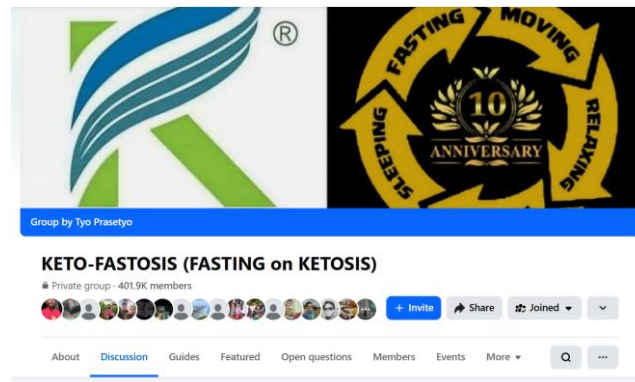 ®
FASTING
MOVING
RELAXING
SLEEPING
10
ANNIVERSARY
Group by Tyo Prasetyo
KETO-FASTOSIS (FASTING on KETOSIS)
Private group · 401.9K members
+ Invite
Share
Joined
About Discussion Guides Featured Open questions Members Events More